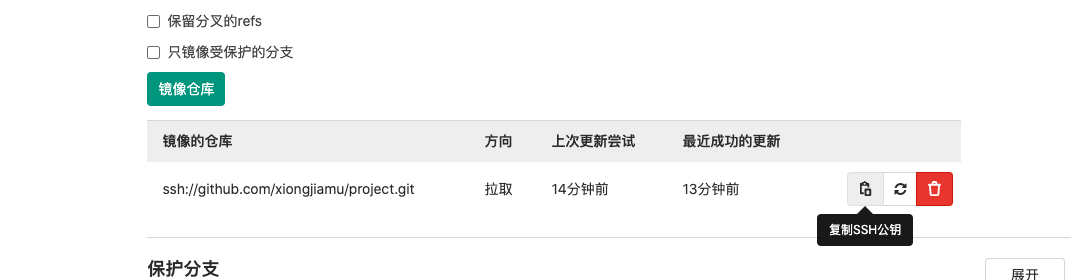 保留分叉的refs
只镜像受保护的分支
镜像仓库
镜像的仓库 方向 上次更新尝试 最近成功的更新
ssh://github.com/xiongjiamu/project.git 拉取 14分钟前 13分钟前
复制SSH公钥
保护分支 展开